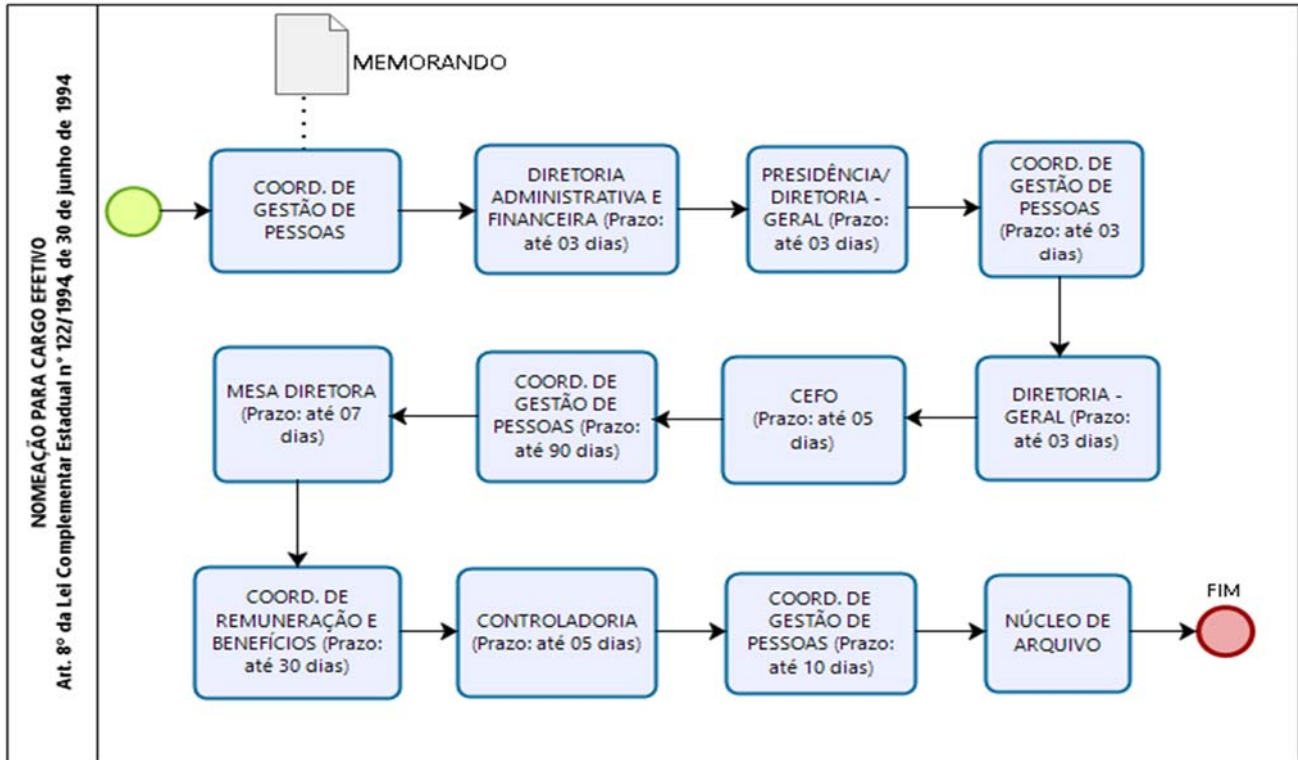 NOMEAÇÃO PARA CARGO EFETIVO
Art. 8º da Lei Complementar Estadual nº 122/1994, de 30 de junho de 1994
MEMORANDO
COORD. DE
GESTÃO DE
PESSOAS
DIRETORIA
ADMINISTRATIVA E
FINANCEIRA (Prazo:
até 03 dias)
PRESIDÊNCIA/
DIRETORIA -
GERAL (Prazo:
até 03 dias)
COORD. DE
GESTÃO DE
PESSOAS
(Prazo: até 03
dias)
DIRETORIA -
GERAL (Prazo:
até 03 dias)
CEFO
(Prazo: até 05
dias)
COORD. DE
GESTÃO DE
PESSOAS (Prazo:
até 90 dias)
MESA DIRETORA
(Prazo: até 07
dias)
COORD. DE
REMUNERAÇÃO E
BENEFÍCIOS (Prazo:
até 30 dias)
CONTROLADORIA
(Prazo: até 05 dias)
COORD. DE
GESTÃO DE
PESSOAS (Prazo:
até 10 dias)
NÚCLEO DE
ARQUIVO
FIM